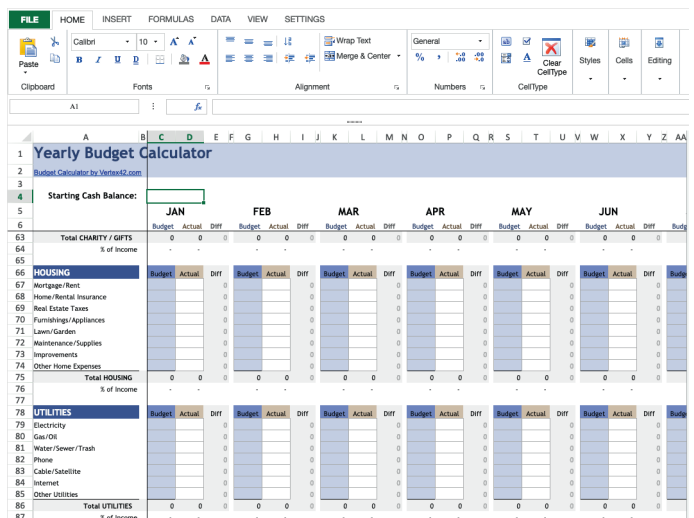 FILE HOME INSERT FORMULAS DATA VIEW SETTINGS
Calibri 10 A A Wrap Text General
Paste B I U D A Merge & Center % , .0 .00 .00 .0 A Clear CellType Styles Cells Editing
Clipboard Fonts Alignment Numbers CellType
A1 fx
A B C D E F G H I J K L M N O P Q R S T U V W X Y Z AA
1 Yearly Budget Calculator
2 Budget Calculator by Vertex42.com
3
4 Starting Cash Balance:
5 JAN FEB MAR APR MAY JUN
6 Budget Actual Diff Budget Actual Diff Budget Actual Diff Budget Actual Diff Budget Actual Diff Budget Actual Diff Budg
63 Total CHARITY / GIFTS 0 0 0 0 0 0 0 0 0 0 0 0 0 0 0 0 0 0
64 % of Income - - - - - - - - - - - -
65
66 HOUSING Budget Actual Diff Budget Actual Diff Budget Actual Diff Budget Actual Diff Budget Actual Diff Budget Actual Diff Budg
67 Mortgage/Rent 0 0 0 0 0 0
68 Home/Rental Insurance 0 0 0 0 0 0
69 Real Estate Taxes 0 0 0 0 0 0
70 Furnishings/Appliances 0 0 0 0 0 0
71 Lawn/Garden 0 0 0 0 0 0
72 Maintenance/Supplies 0 0 0 0 0 0
73 Improvements 0 0 0 0 0 0
74 Other Home Expenses 0 0 0 0 0 0
75 Total HOUSING 0 0 0 0 0 0 0 0 0 0 0 0 0 0 0 0 0 0
76 % of Income - - - - - - - - - - - -
77
78 UTILITIES Budget Actual Diff Budget Actual Diff Budget Actual Diff Budget Actual Diff Budget Actual Diff Budget Actual Diff Budg
79 Electricity 0 0 0 0 0 0
80 Gas/Oil 0 0 0 0 0 0
81 Water/Sewer/Trash 0 0 0 0 0 0
82 Phone 0 0 0 0 0 0
83 Cable/Satellite 0 0 0 0 0 0
84 Internet 0 0 0 0 0 0
85 Other Utilities 0 0 0 0 0 0
86 Total UTILITIES 0 0 0 0 0 0 0 0 0 0 0 0 0 0 0 0 0 0
87 % of Income - - - - - - - - - - - -